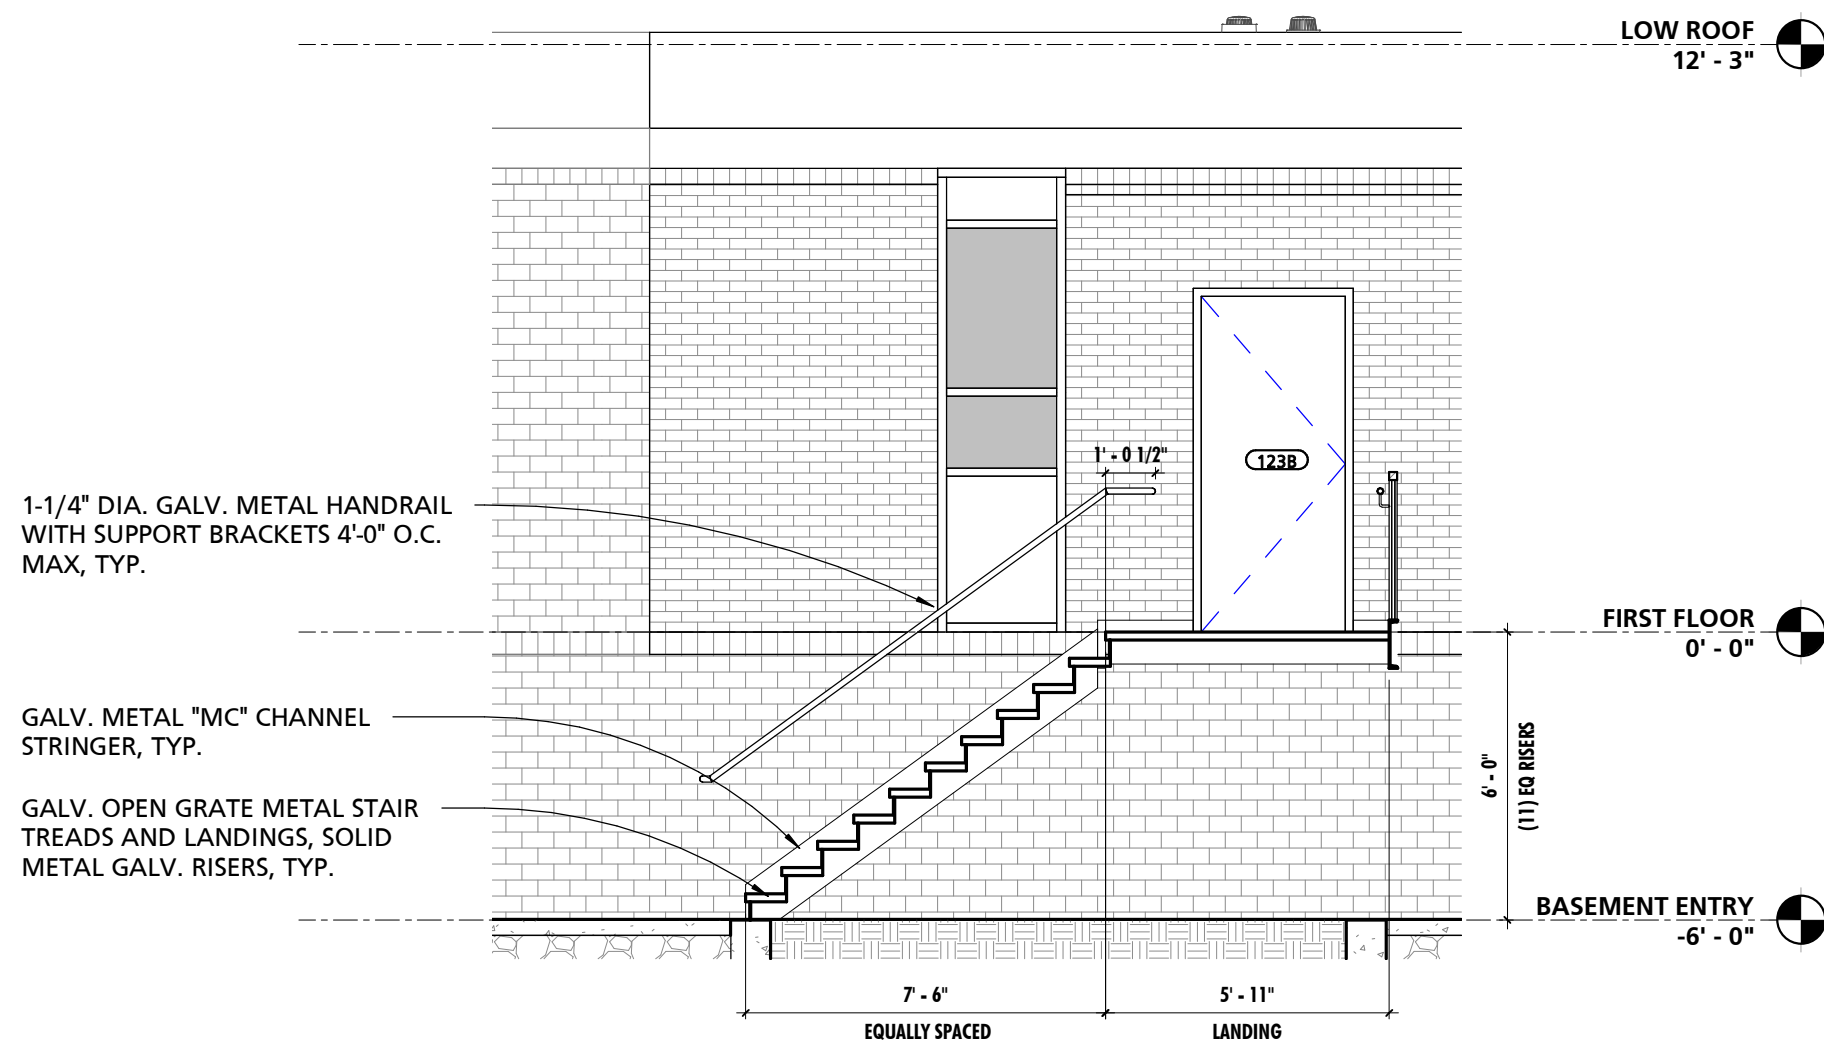 LOW ROOF
12' - 3"
1' - 0 1/2"
123B
1-1/4" DIA. GALV. METAL HANDRAIL
WITH SUPPORT BRACKETS 4'-0" O.C.
MAX, TYP.
FIRST FLOOR
0' - 0"
GALV. METAL "MC" CHANNEL
STRINGER, TYP.
6' - 0"
(11) EQ RISERS
GALV. OPEN GRATE METAL STAIR
TREADS AND LANDINGS, SOLID
METAL GALV. RISERS, TYP.
BASEMENT ENTRY
-6' - 0"
7' - 6"
EQUALLY SPACED
5' - 11"
LANDING